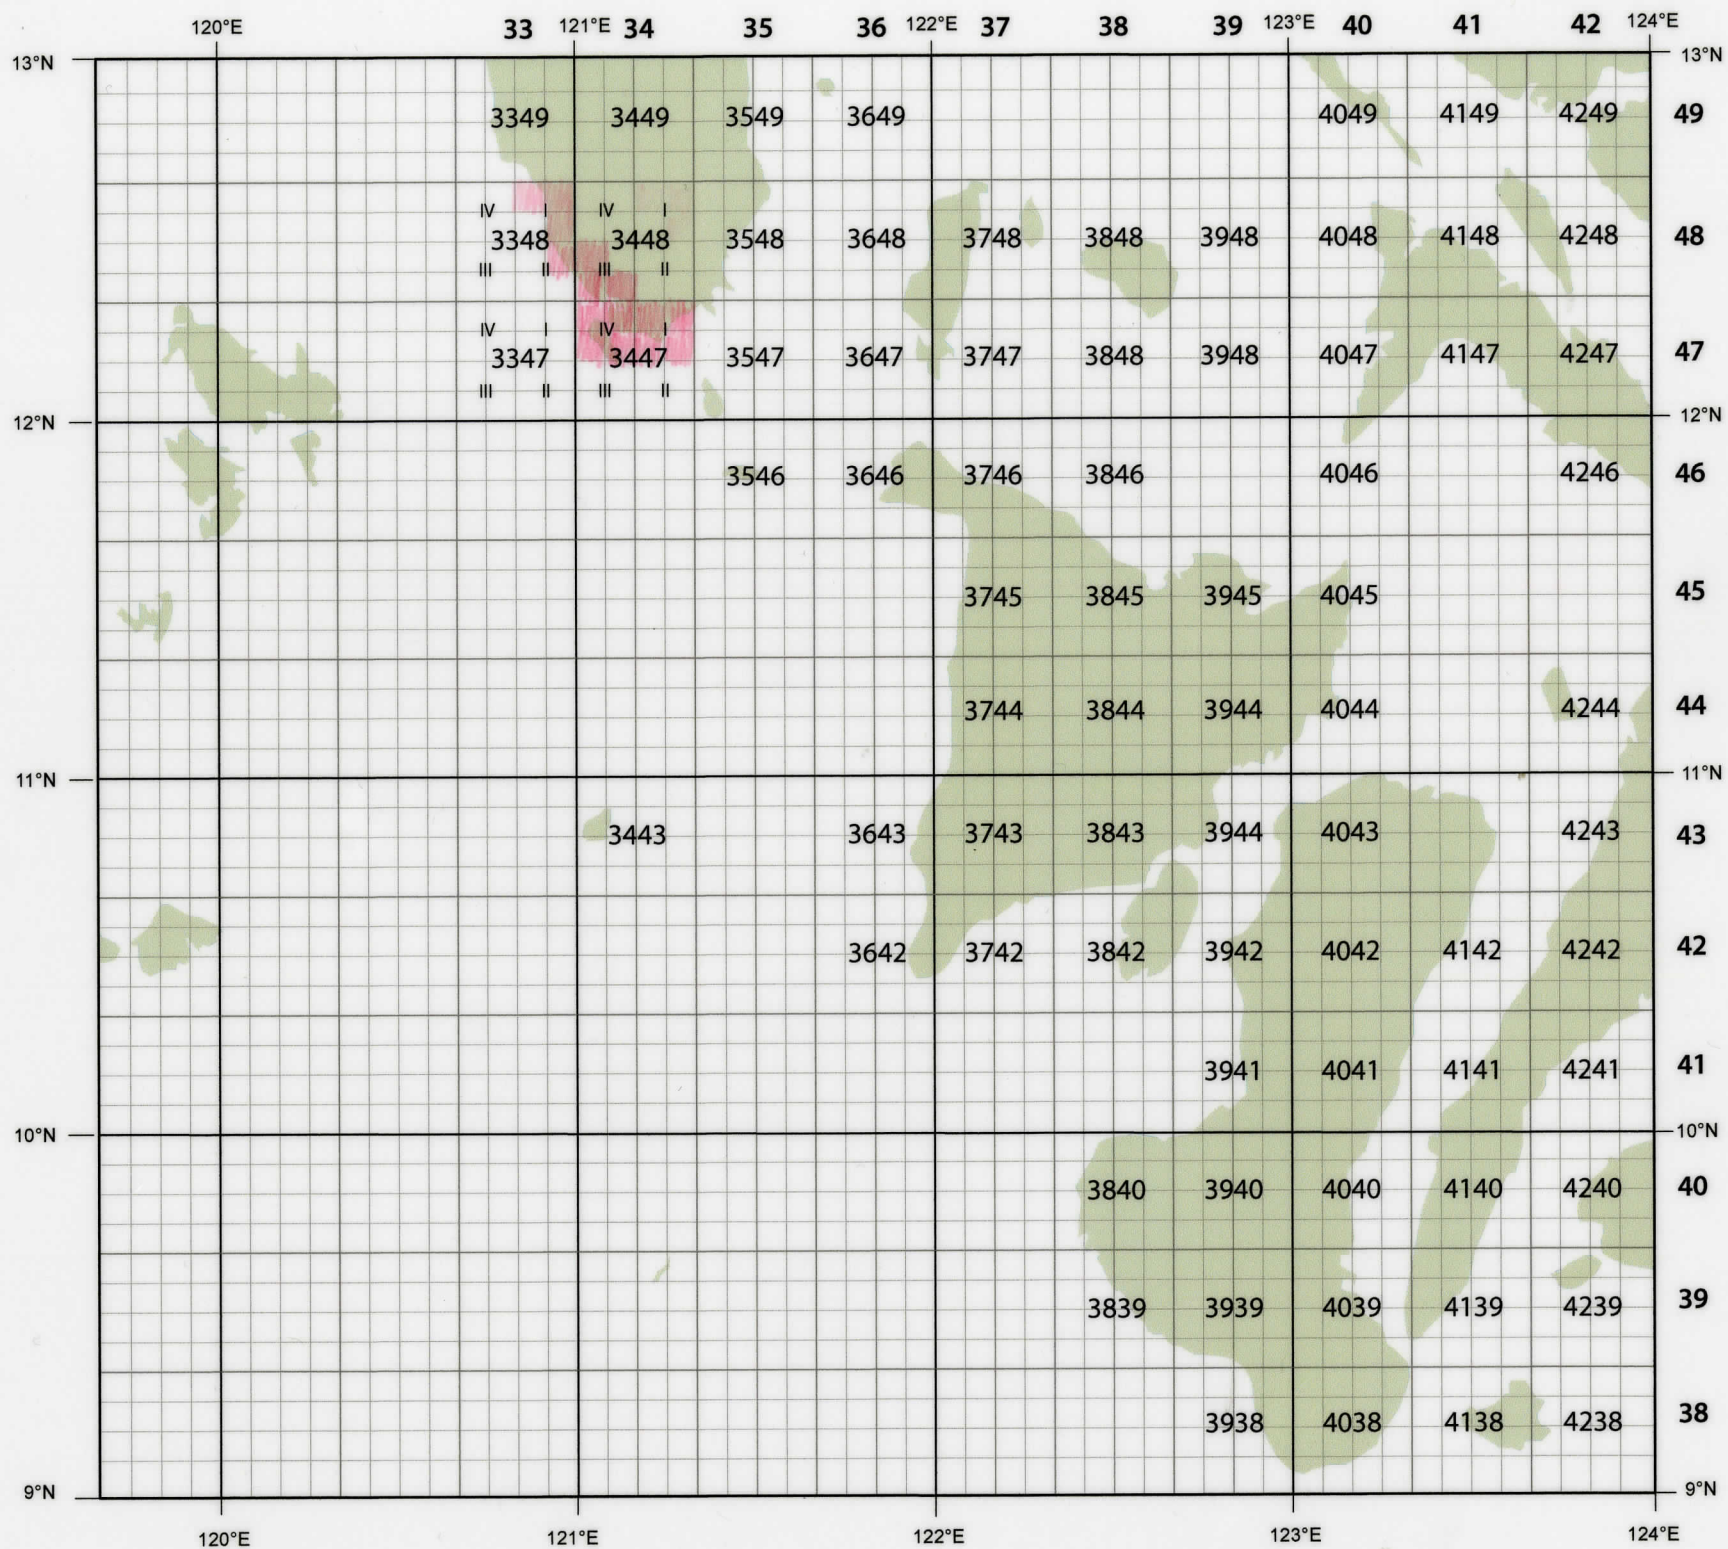 120°E 33 121°E 34 35 36 122°E 37 38 39 123°E 40 41 42 124°E
13°N 13°N
3349 3449 3549 3649 4049 4149 4249 49
IV I IV I
3348 3448 3548 3648 3748 3848 3948 4048 4148 4248 48
III II III II
IV I IV I
3347 3447 3547 3647 3747 3848 3948 4047 4147 4247 47
III II III II
12°N 12°N
3546 3646 3746 3846 4046 4246 46
3745 3845 3945 4045 45
3744 3844 3944 4044 4244 44
11°N 11°N
3443 3643 3743 3843 3944 4043 4243 43
3642 3742 3842 3942 4042 4142 4242 42
3941 4041 4141 4241 41
10°N 10°N
3840 3940 4040 4140 4240 40
3839 3939 4039 4139 4239 39
3938 4038 4138 4238 38
9°N 9°N
120°E 121°E 122°E 123°E 124°E